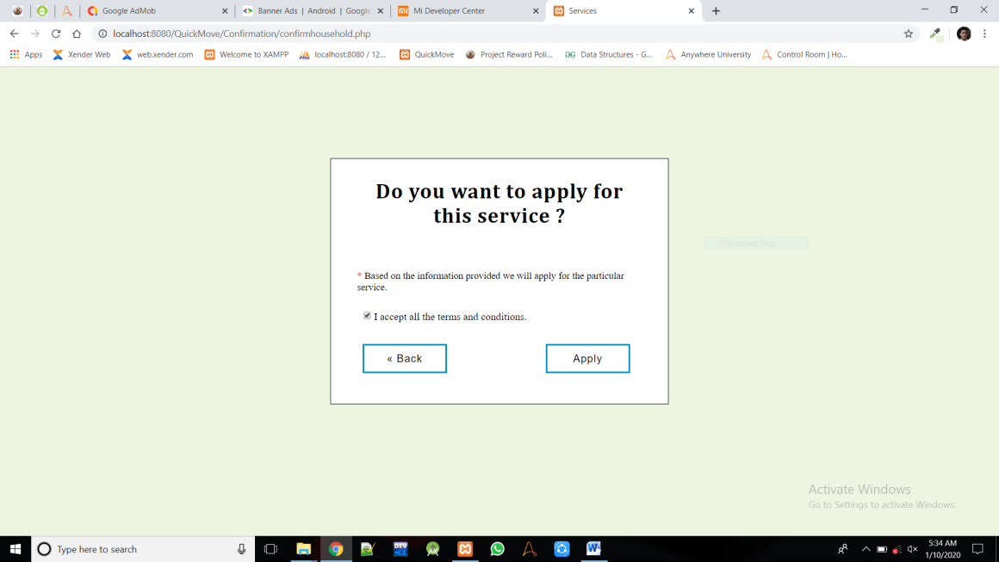 Google AdMob
Banner Ads | Android | Google
Mi Developer Center
Services
localhost:8080/QuickMove/Confirmation/confirmhousehold.php
Apps
Xender Web
web.xender.com
Welcome to XAMPP
localhost:8080 / 12...
QuickMove
Project Reward Poli...
Data Structures - G...
Anywhere University
Control Room | Ho...
Do you want to apply for
this service ?
* Based on the information provided we will apply for the particular
service.
I accept all the terms and conditions.
« Back
Apply
Activate Windows
Go to Settings to activate Windows.
Type here to search
DEV
5:34 AM
1/10/2020